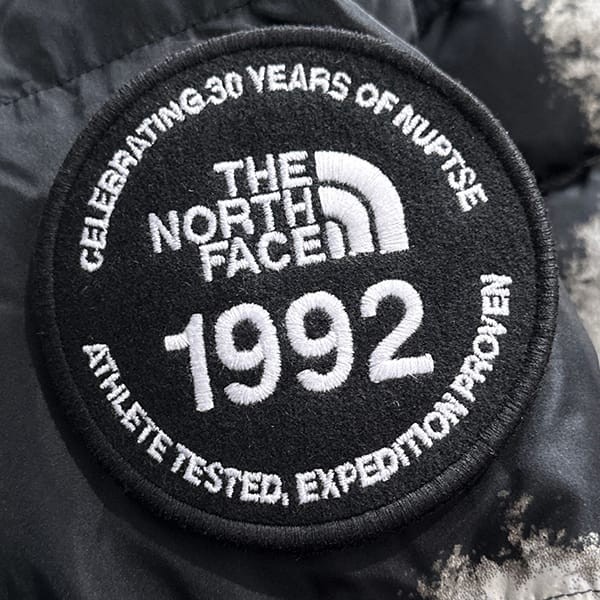 CELEBRATING 30 YEARS OF NUPTSE
THE
NORTH
FACE
1992
ATHLETE TESTED, EXPEDITION PROVEN